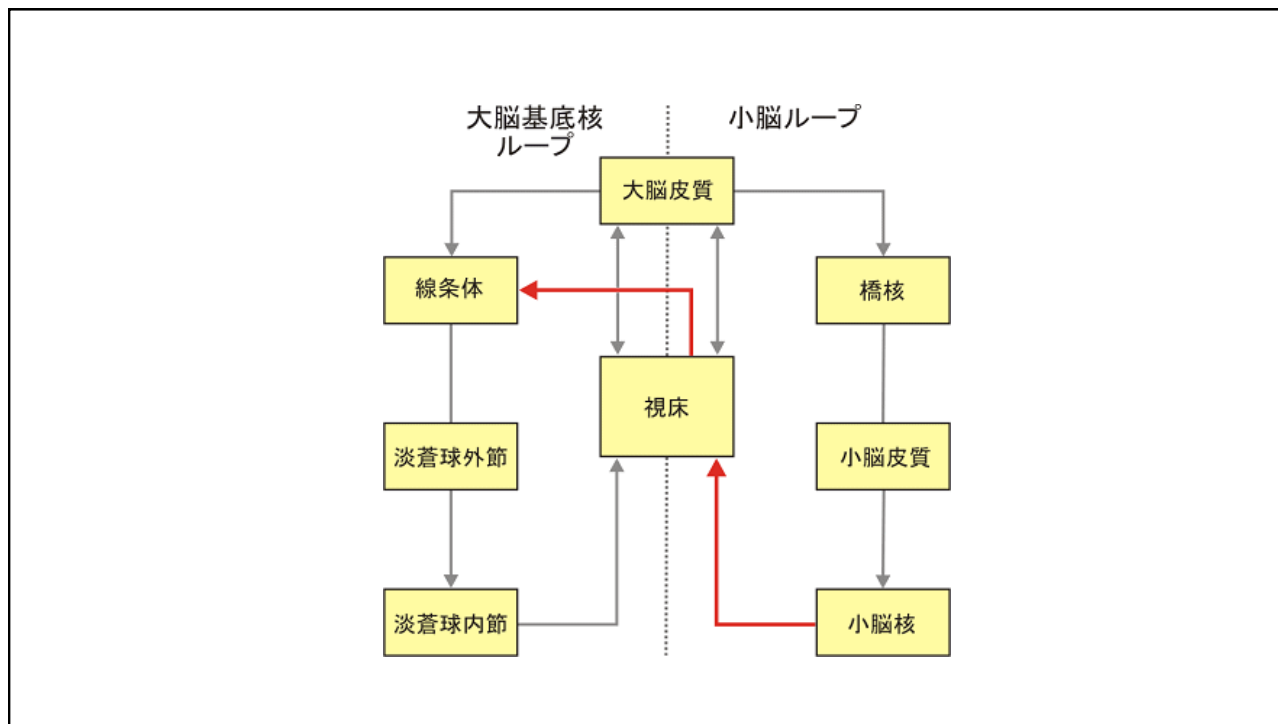 大脳基底核
ループ
小脳ループ
大脳皮質
線条体
橋核
視床
淡蒼球外節
小脳皮質
淡蒼球内節
小脳核